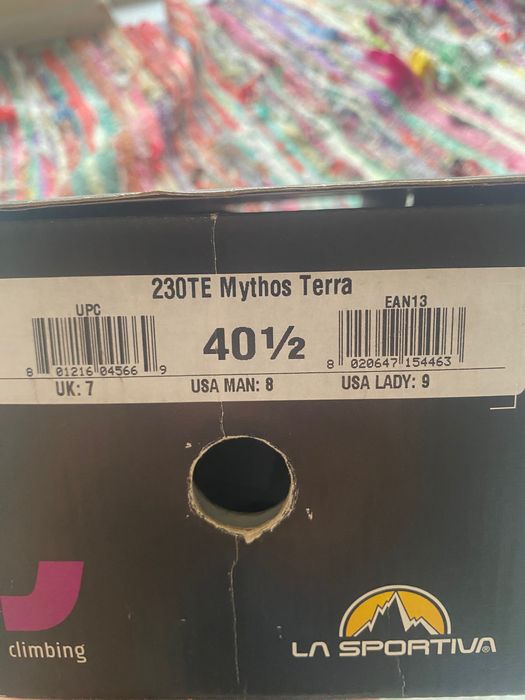 230TE Mythos Terra
UPC
EAN13
40½
8 01216 04566 9
8 020647 154463
UK: 7
USA MAN: 8
USA LADY: 9
climbing
LA SPORTIVA®